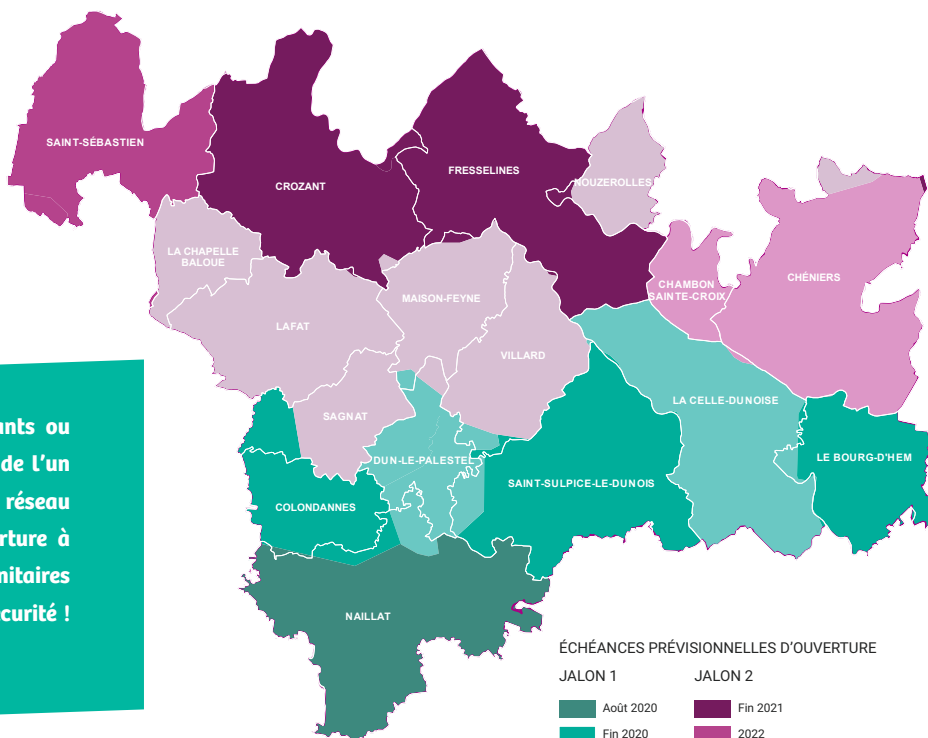 SAINT-SÉBASTIEN
CROZANT
FRESSELINES
NOUZEROLLES
LA CHAPELLE
BALOUE
MAISON-FEYNE
CHAMBON
SAINTE-CROIX
CHÉNIERS
LAFAT
VILLARD
SAGNAT
LA CELLE-DUNOISE
DUN-LE-PALESTEL
LE BOURG-D'HEM
SAINT-SULPICE-LE-DUNOIS
COLONDANNES
NAILLAT
nts ou
de l'un
réseau
rture à
nitaires
curité !
ÉCHÉANCES PRÉVISIONNELLES D'OUVERTURE
JALON 1
JALON 2
Août 2020
Fin 2021
Fin 2020
2022